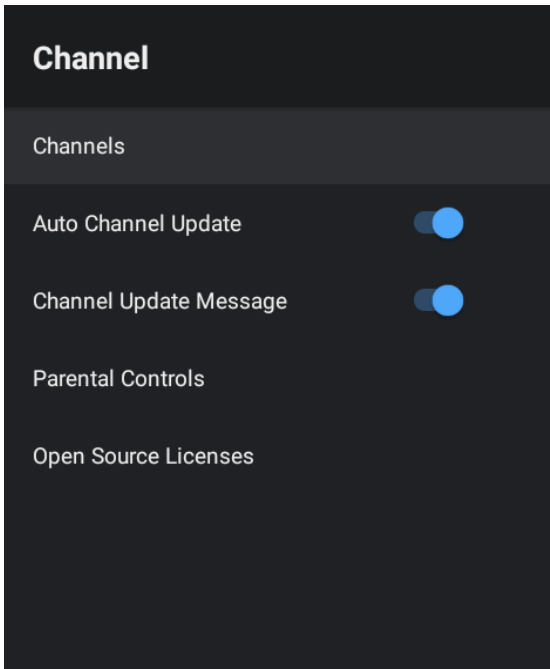 Channel
Channels
Auto Channel Update
Channel Update Message
Parental Controls
Open Source Licenses